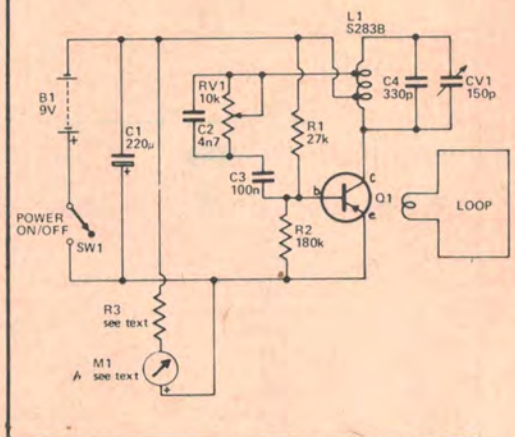 L1
S283B
RV1
10k
C4
330p
CV1
150p
B1
9V
C2
4n7
R1
27k
C1
220μ
+
+
C3
100n
b
c
Q1
e
LOOP
POWER
ON/OFF
SW1
R2
180k
R3
see text
M1
see text
+